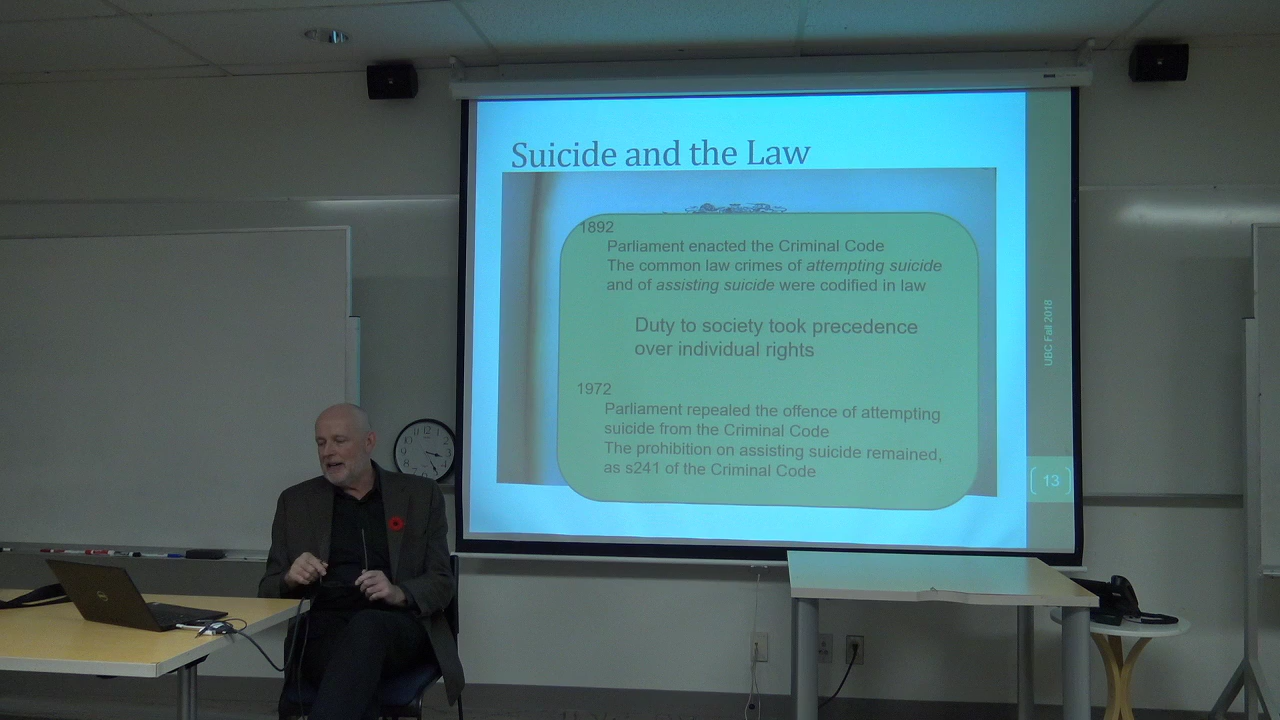 Suicide and the Law
1892
Parliament enacted the Criminal Code
The common law crimes of attempting suicide
and of assisting suicide were codified in law
Duty to society took precedence
over individual rights
1972
Parliament repealed the offence of attempting
suicide from the Criminal Code
The prohibition on assisting suicide remained,
as s241 of the Criminal Code
UBC Fall 2018
13